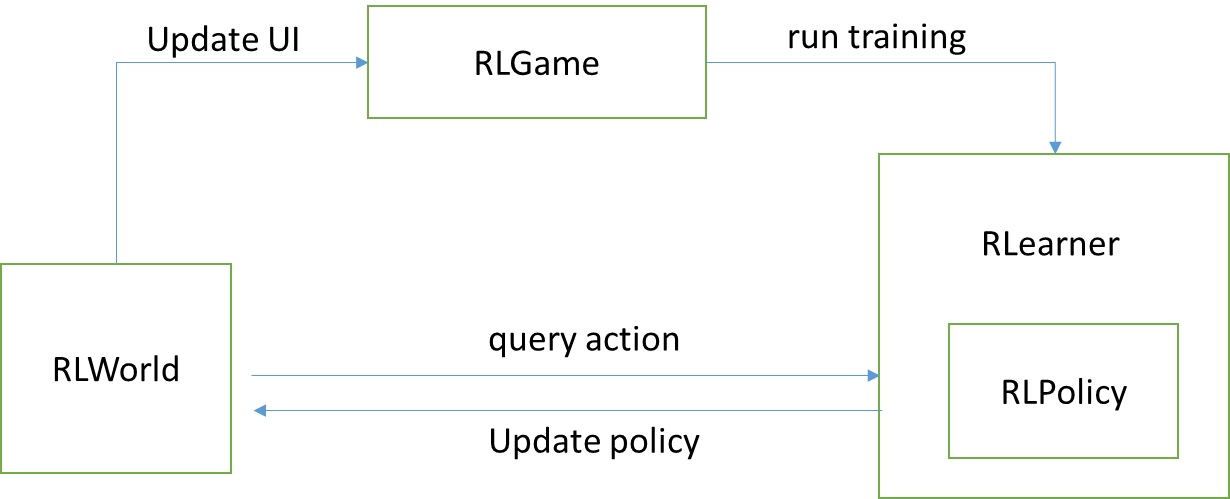 Update UI
RLGame
run training
RLearner
RLWorld
query action
RLPolicy
Update policy